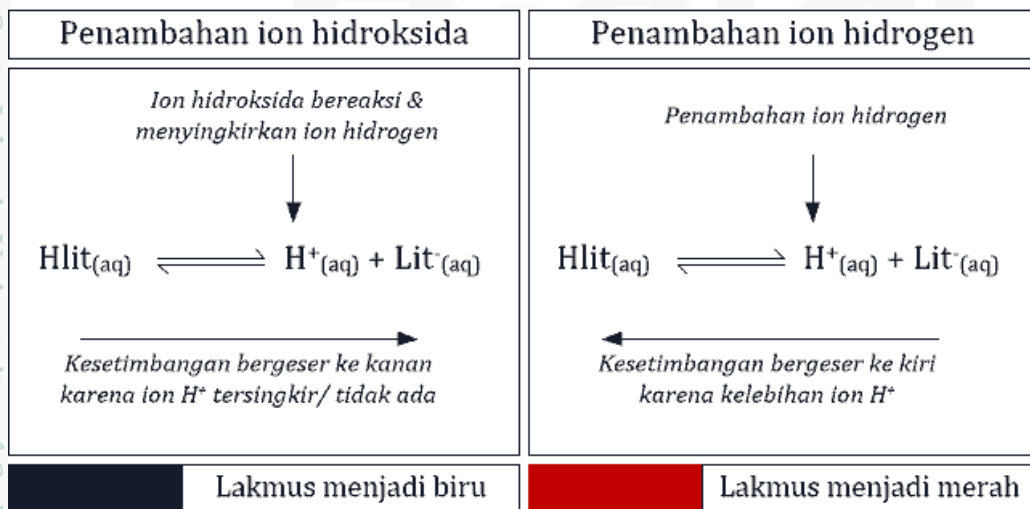 Penambahan ion hidroksida
Ion hidroksida bereaksi &
menyingkirkan ion hidrogen
Hlit(aq) ⇌ H⁺(aq) + Lit⁻(aq)
Kesetimbangan bergeser ke kanan
karena ion H⁺ tersingkir/ tidak ada
Lakmus menjadi biru
Penambahan ion hidrogen
Penambahan ion hidrogen
Hlit(aq) ⇌ H⁺(aq) + Lit⁻(aq)
Kesetimbangan bergeser ke kiri
karena kelebihan ion H⁺
Lakmus menjadi merah